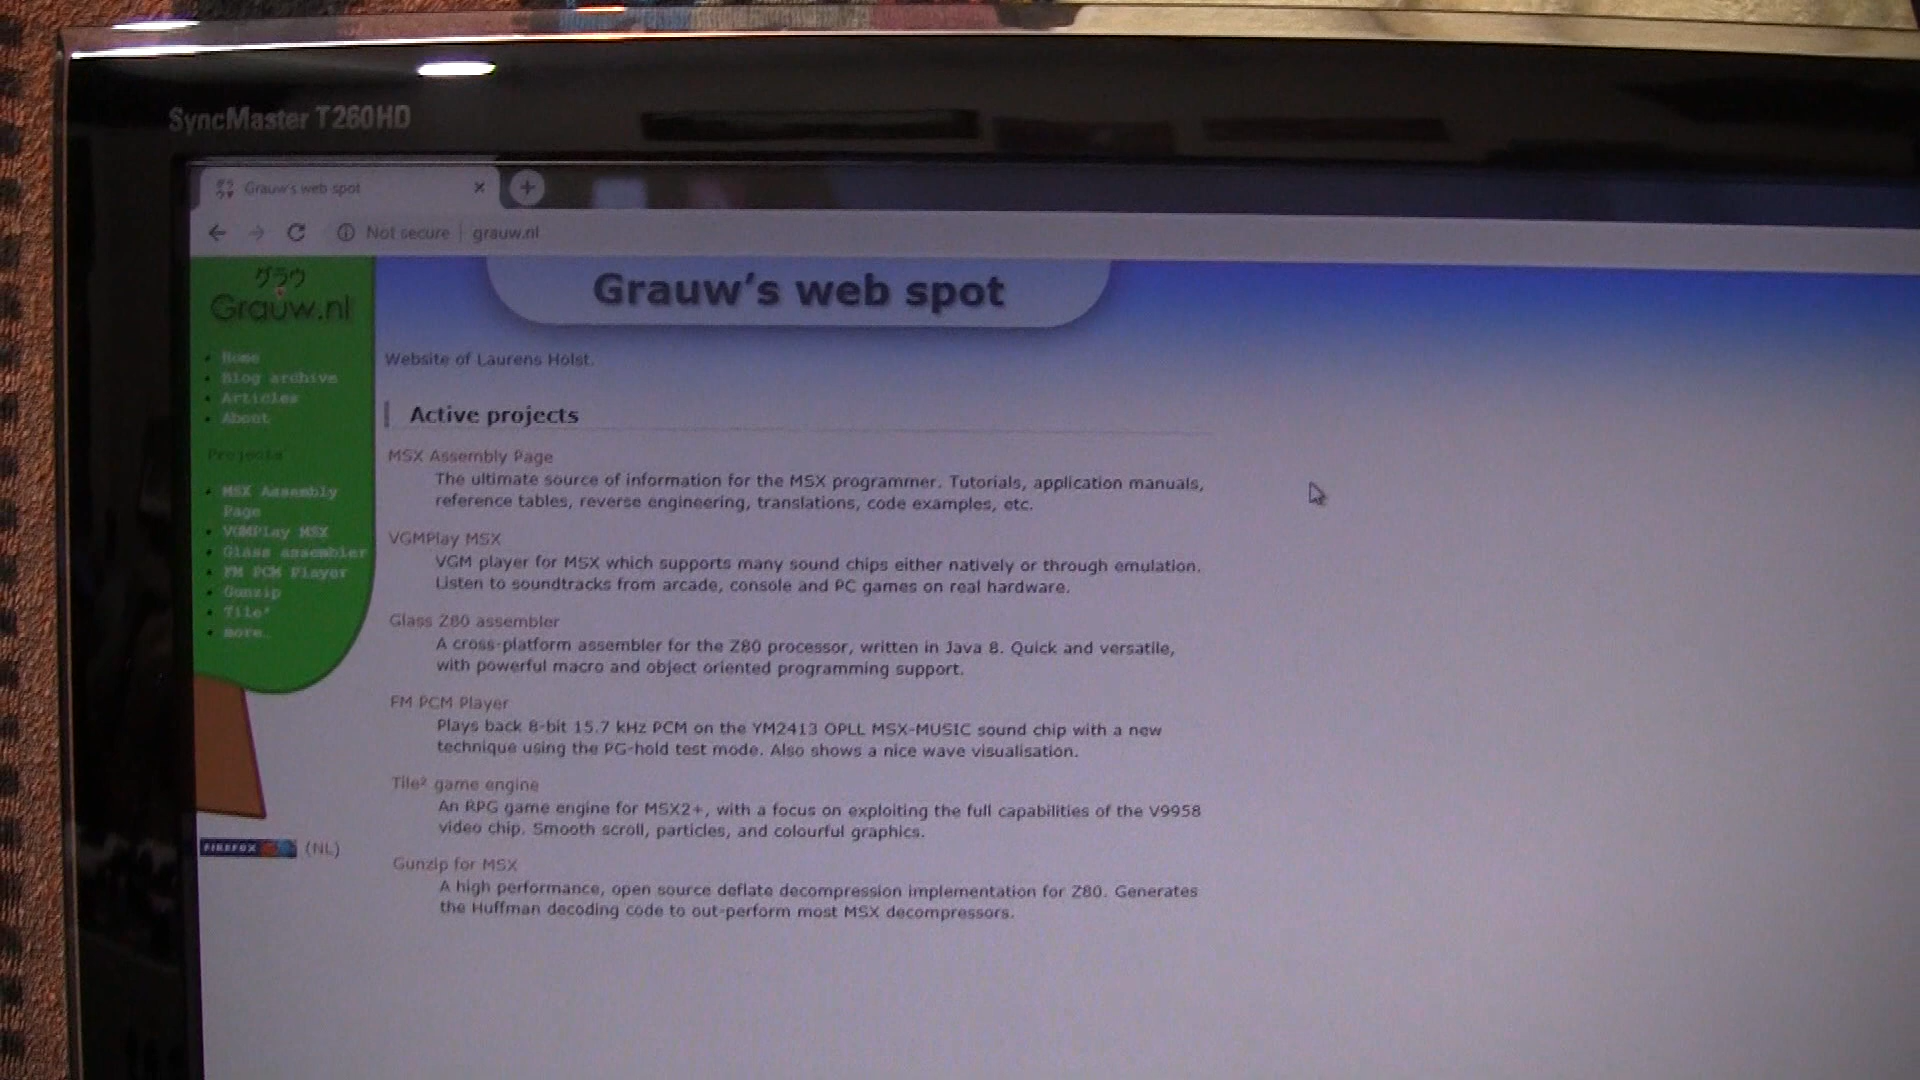 SyncMaster T260HD
Grauw's web spot
Not secure | grauw.nl
グラウ
Grauw.nl
Grauw's web spot
Home
Blog archive
Articles
About
Projects
MSX Assembly
Page
VGMPlay MSX
Glass assembler
FM PCM Player
Gunzip
Tile²
more…
FIREFOX (NL)
Website of Laurens Holst.
Active projects
MSX Assembly Page
The ultimate source of information for the MSX programmer. Tutorials, application manuals,
reference tables, reverse engineering, translations, code examples, etc.
VGMPlay MSX
VGM player for MSX which supports many sound chips either natively or through emulation.
Listen to soundtracks from arcade, console and PC games on real hardware.
Glass Z80 assembler
A cross-platform assembler for the Z80 processor, written in Java 8. Quick and versatile,
with powerful macro and object oriented programming support.
FM PCM Player
Plays back 8-bit 15.7 kHz PCM on the YM2413 OPLL MSX-MUSIC sound chip with a new
technique using the PG-hold test mode. Also shows a nice wave visualisation.
Tile² game engine
An RPG game engine for MSX2+, with a focus on exploiting the full capabilities of the V9958
video chip. Smooth scroll, particles, and colourful graphics.
Gunzip for MSX
A high performance, open source deflate decompression implementation for Z80. Generates
the Huffman decoding code to out-perform most MSX decompressors.